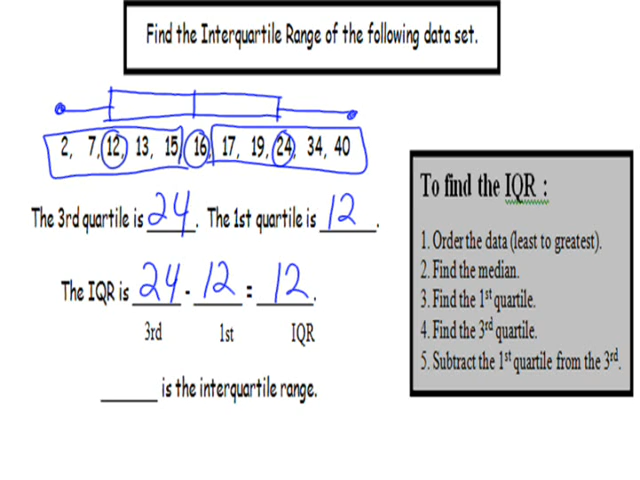 Find the Interquartile Range of the following data set.
2, 7, 12, 13, 15, 16, 17, 19, 24, 34, 40
The 3rd quartile is 24. The 1st quartile is 12.
The IQR is 24 - 12 = 12.
3rd 1st IQR
______ is the interquartile range.
To find the IQR :
1. Order the data (least to greatest).
2. Find the median.
3. Find the 1st quartile.
4. Find the 3rd quartile.
5. Subtract the 1st quartile from the 3rd.